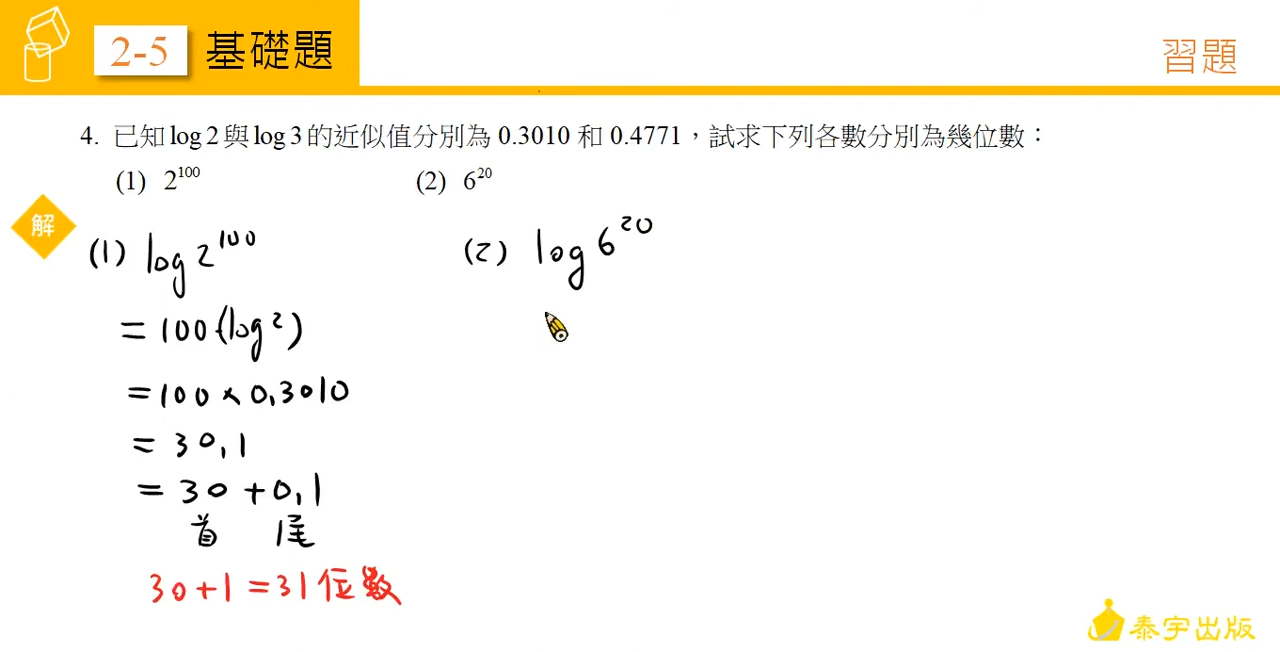 2-5 基礎題
習題
4. 已知 log 2 與 log 3 的近似值分別為 0.3010 和 0.4771，試求下列各數分別為幾位數：
(1) 2^100 (2) 6^20
解
(1) log 2^100
= 100 (log 2)
= 100 × 0.3010
= 30.1
= 30 + 0.1
首 尾
30 + 1 = 31 位數
(2) log 6^20
泰宇出版